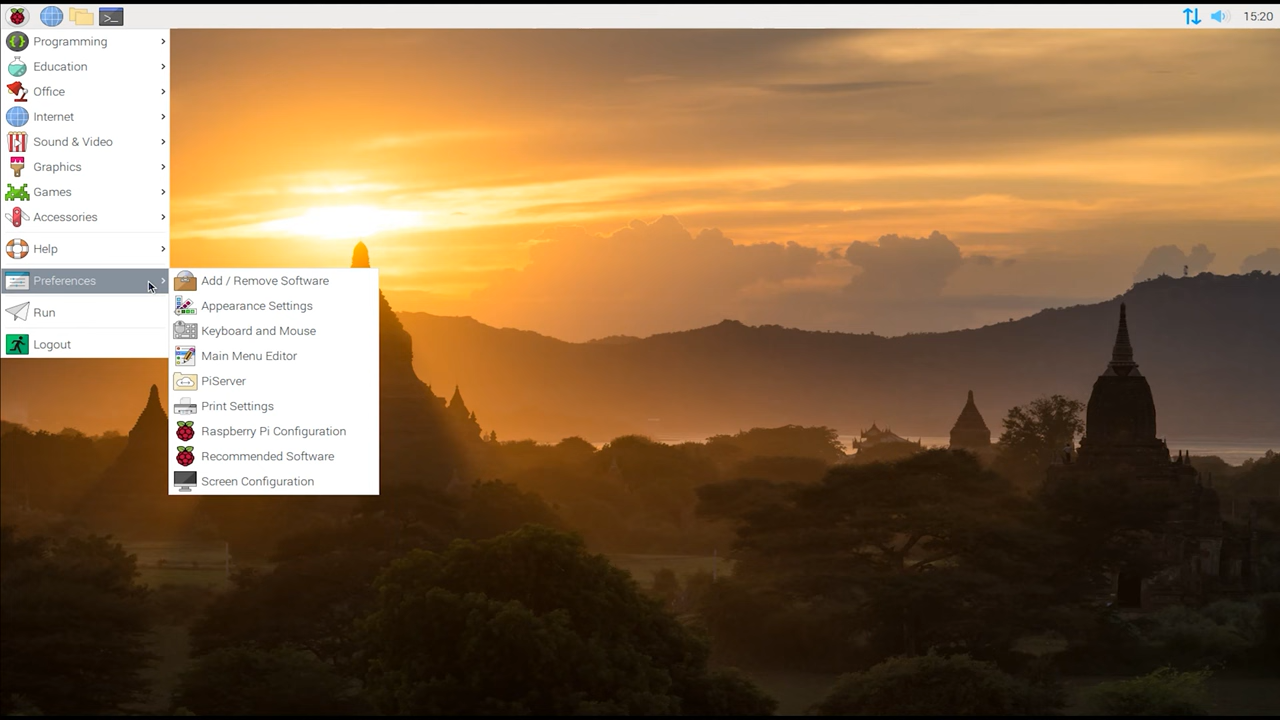 15:20
Programming
Education
Office
Internet
Sound & Video
Graphics
Games
Accessories
Help
Preferences
Run
Logout
Add / Remove Software
Appearance Settings
Keyboard and Mouse
Main Menu Editor
PiServer
Print Settings
Raspberry Pi Configuration
Recommended Software
Screen Configuration